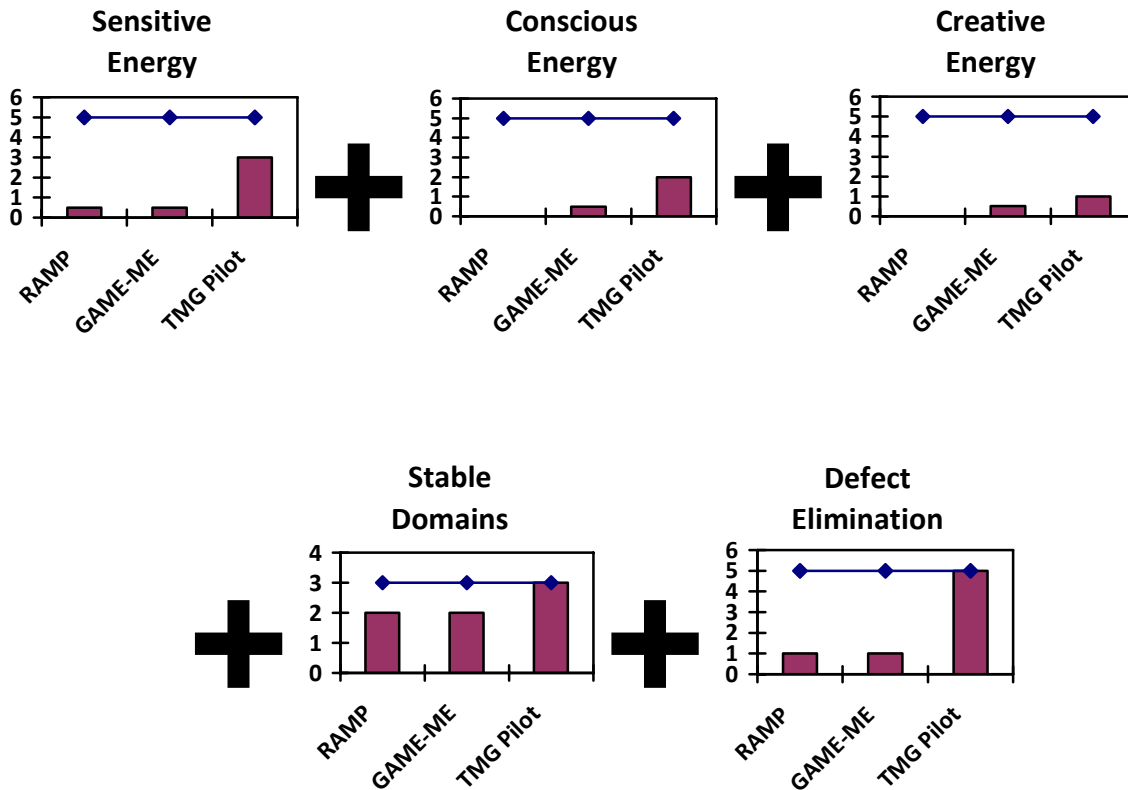 Sensitive
Energy
6
5
4
3
2
1
0
RAMP
GAME-ME
TMG Pilot
Conscious
Energy
6
5
4
3
2
1
0
RAMP
GAME-ME
TMG Pilot
Creative
Energy
6
5
4
3
2
1
0
RAMP
GAME-ME
TMG Pilot
Stable
Domains
4
3
2
1
0
RAMP
GAME-ME
TMG Pilot
Defect
Elimination
6
5
4
3
2
1
0
RAMP
GAME-ME
TMG Pilot